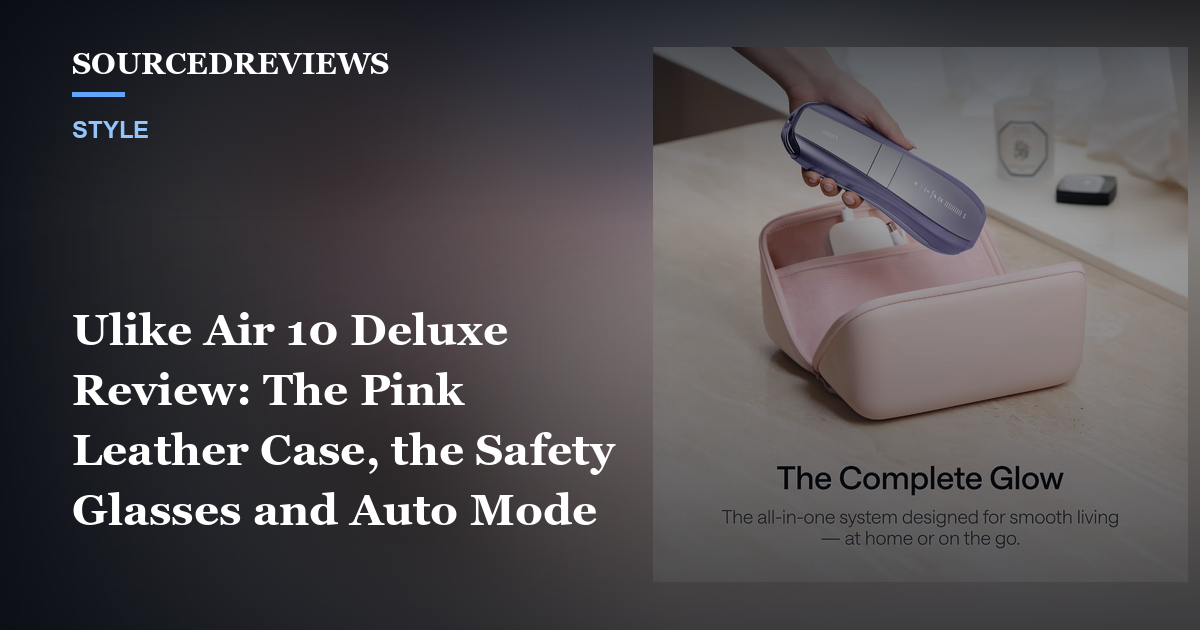 SOURCEDREVIEWS
STYLE
Ulike Air 10 Deluxe
Review: The Pink
Leather Case, the Safety
Glasses and Auto Mode
The Complete Glow
The all-in-one system designed for smooth living
— at home or on the go.